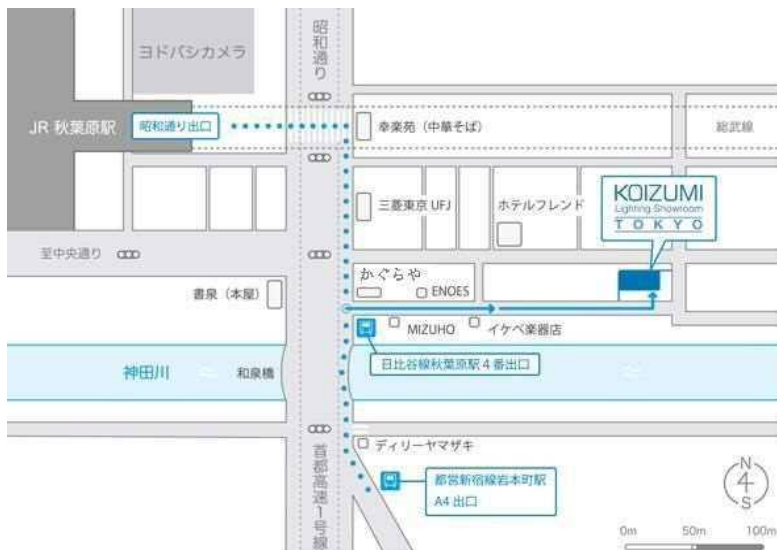 ヨドバシカメラ
昭和通り
JR 秋葉原駅
昭和通り出口
幸楽苑（中華そば）
総武線
三菱東京 UFJ
ホテルフレンド
KOIZUMI
Lighting Showroom
TOKYO
至中央通り
かぐらや
ENOES
書泉（本屋）
MIZUHO
イケベ楽器店
日比谷線秋葉原駅４番出口
神田川
和泉橋
ディリーヤマザキ
首都高速1号線
都営新宿線岩本町駅
A4 出口
N
S
0m 50m 100m